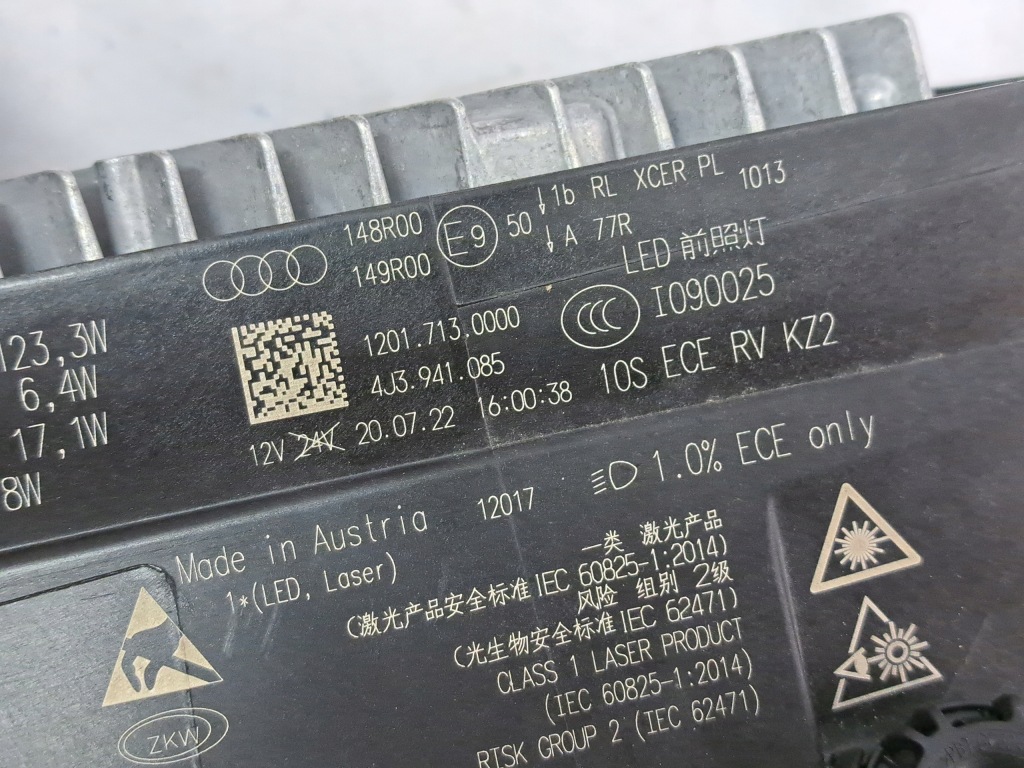 148R00
149R00
E9
50
1b RL XCER PL 1013
A 77R
LED 前照灯
CCC I090025
1201.713.0000
4J3.941.085
12V 24V 20.07.22 16:00:38
10S ECE RV KZ2
123,3W
6,4W
17,1W
8W
1.0% ECE only
Made in Austria 12017
1*(LED, Laser)
一类 激光产品
(激光产品安全标准IEC 60825-1:2014)
风险 组别 2级
(光生物安全标准IEC 62471)
CLASS 1 LASER PRODUCT
(IEC 60825-1:2014)
RISK GROUP 2 (IEC 62471)
ZKW